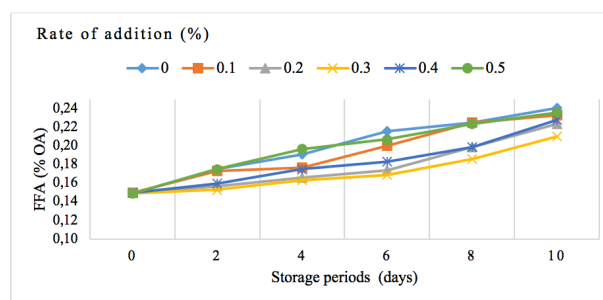 Rate of addition (%)
0 0.1 0.2 0.3 0.4 0.5
0,24
0,22
0,20
0,18
0,16
0,14
0,12
0,10
FFA (% OA)
0 2 4 6 8 10
Storage periods (days)